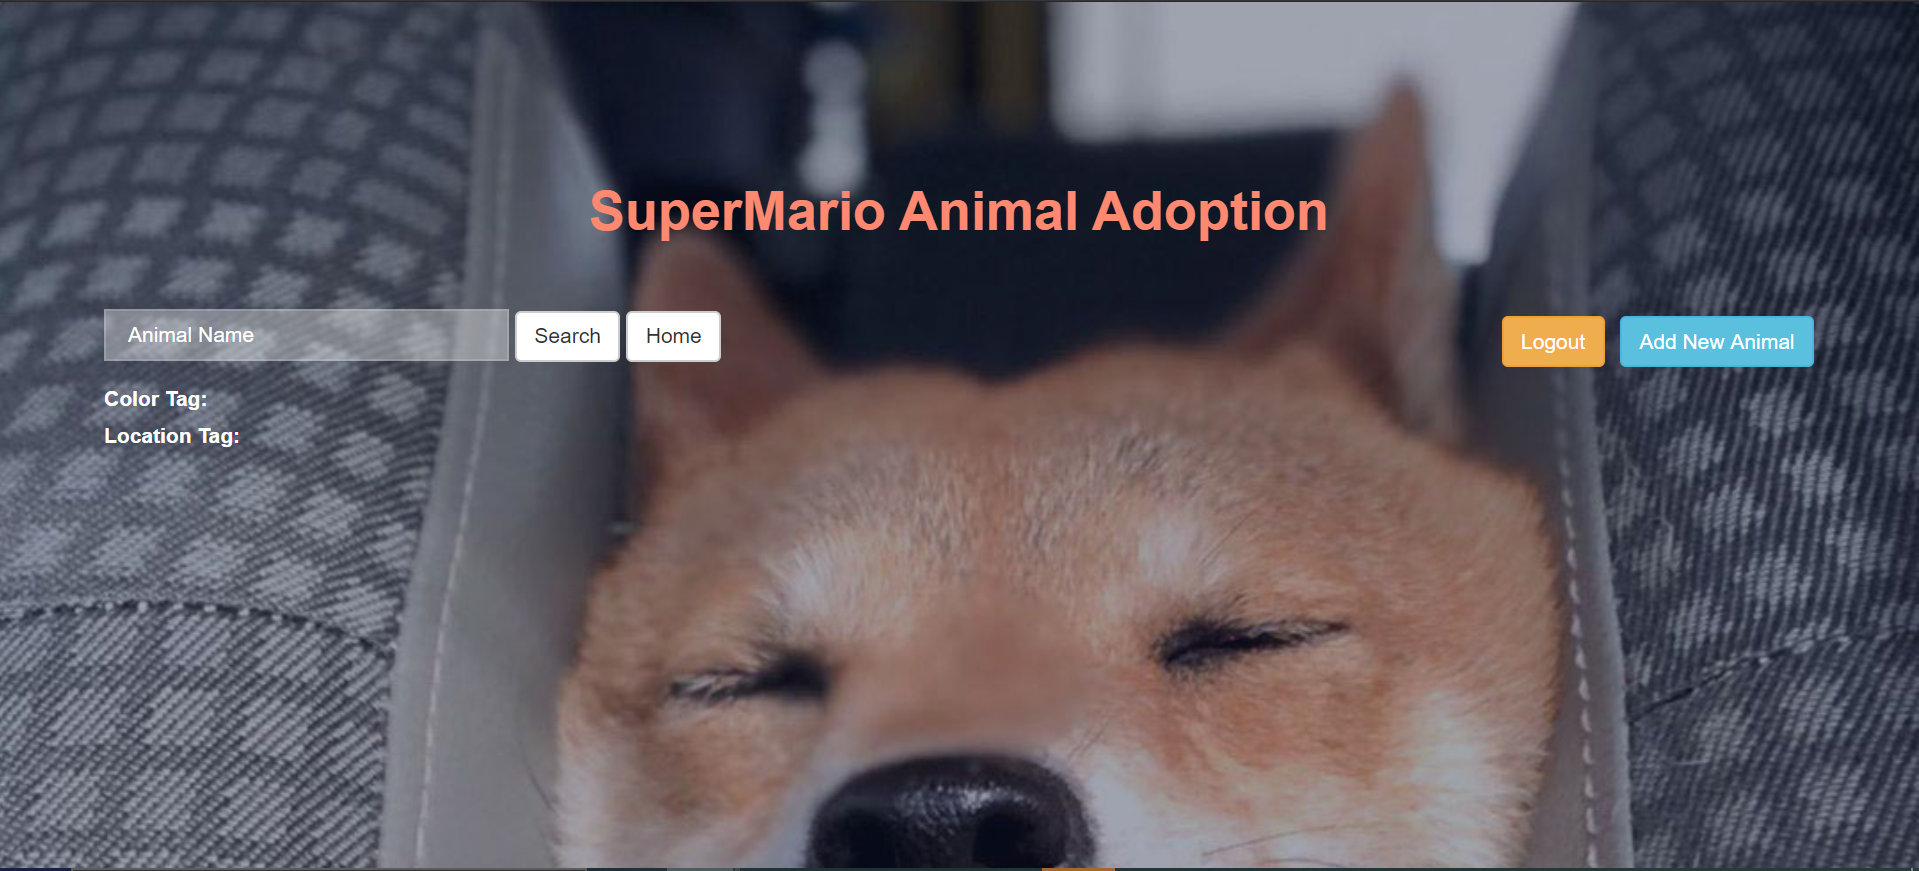 SuperMario Animal Adoption
Animal Name Search Home Logout Add New Animal
Color Tag:
Location Tag: